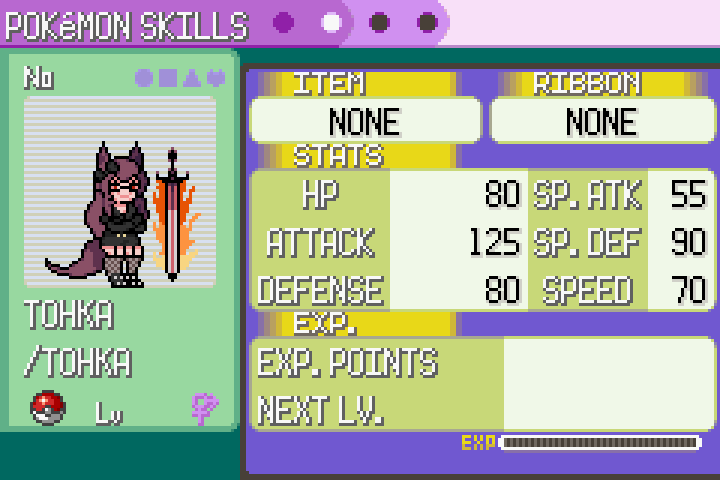 POKéMON SKILLS
No
TOHKA
/TOHKA
Lv
ITEM RIBBON
NONE NONE
STATS
HP 80 SP. ATK 55
ATTACK 125 SP. DEF 90
DEFENSE 80 SPEED 70
EXP.
EXP. POINTS
NEXT LV.
EXP